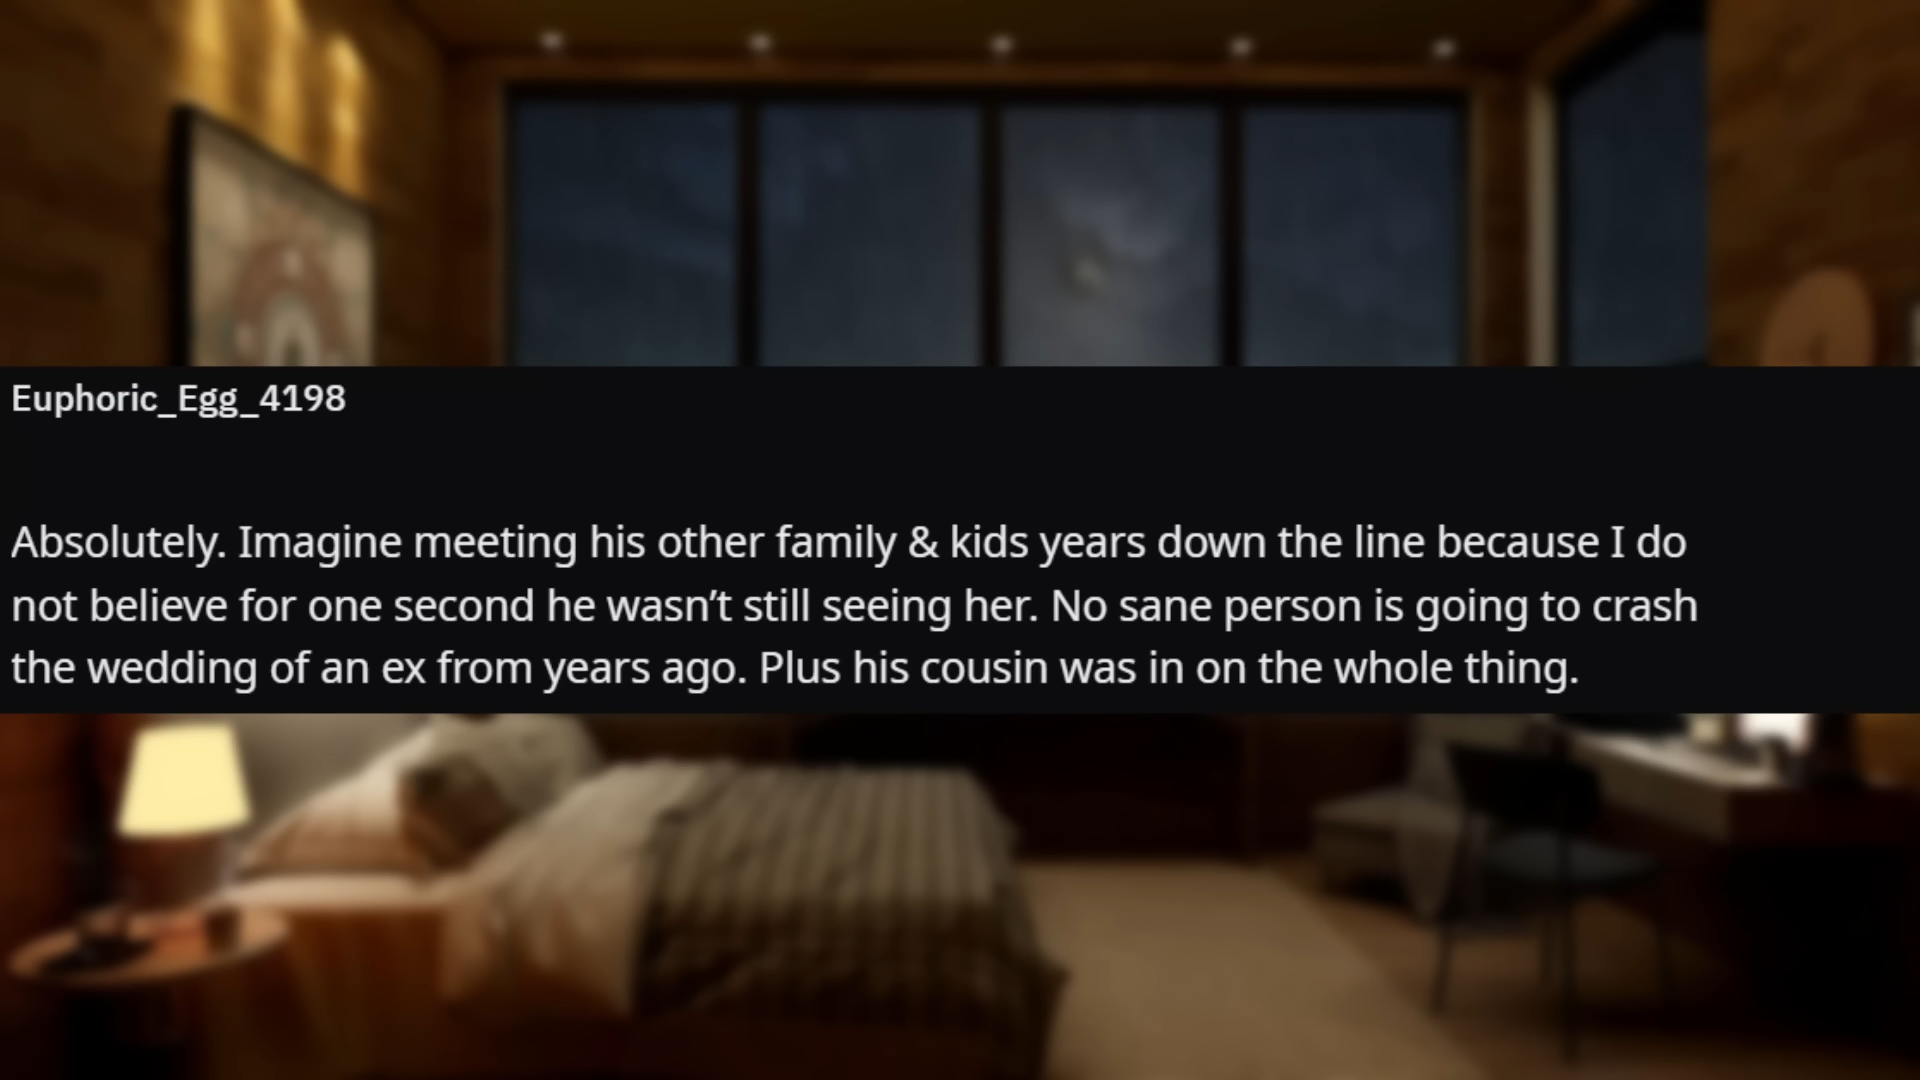 Euphoric_Egg_4198
Absolutely. Imagine meeting his other family & kids years down the line because I do
not believe for one second he wasn’t still seeing her. No sane person is going to crash
the wedding of an ex from years ago. Plus his cousin was in on the whole thing.